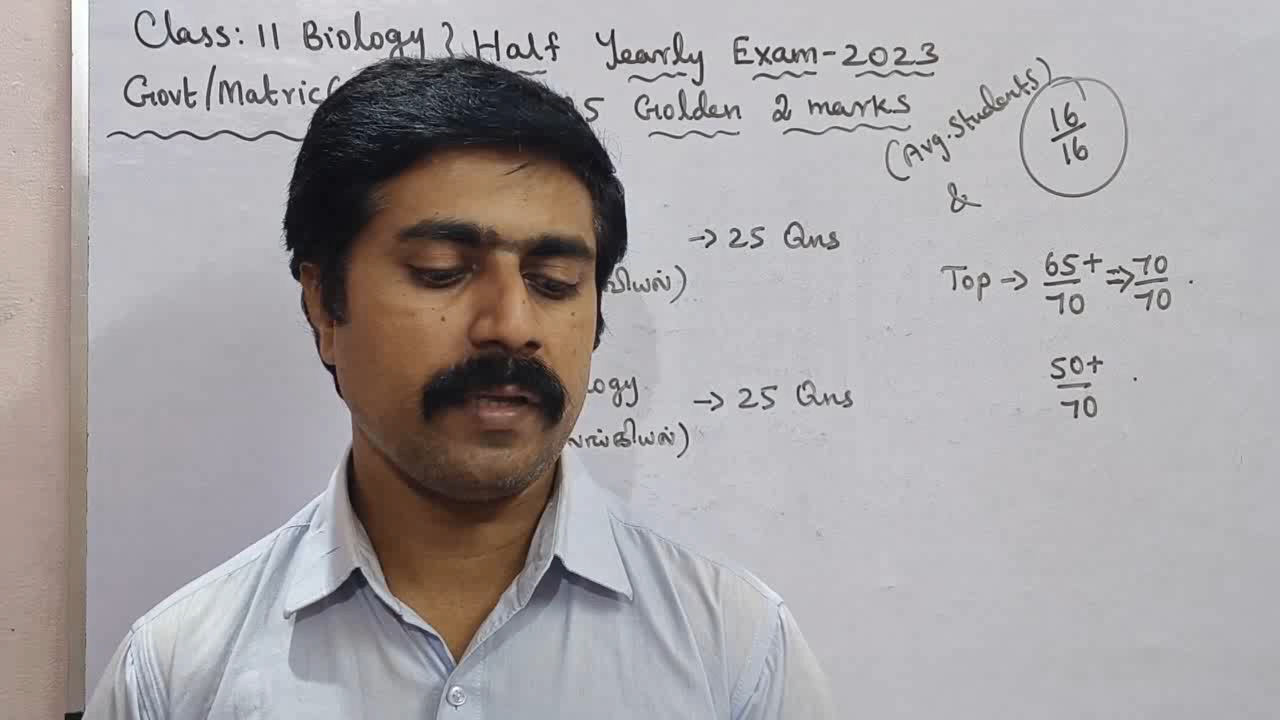 Class: 11 Biology } Half Yearly Exam-2023
Govt/Matric 5 Golden 2 marks
(Avg.Students)
16
16
&
→ 25 Qns
Top → 65+ ⇒ 70
70 70 .
50+ .
70
ogy → 25 Qns